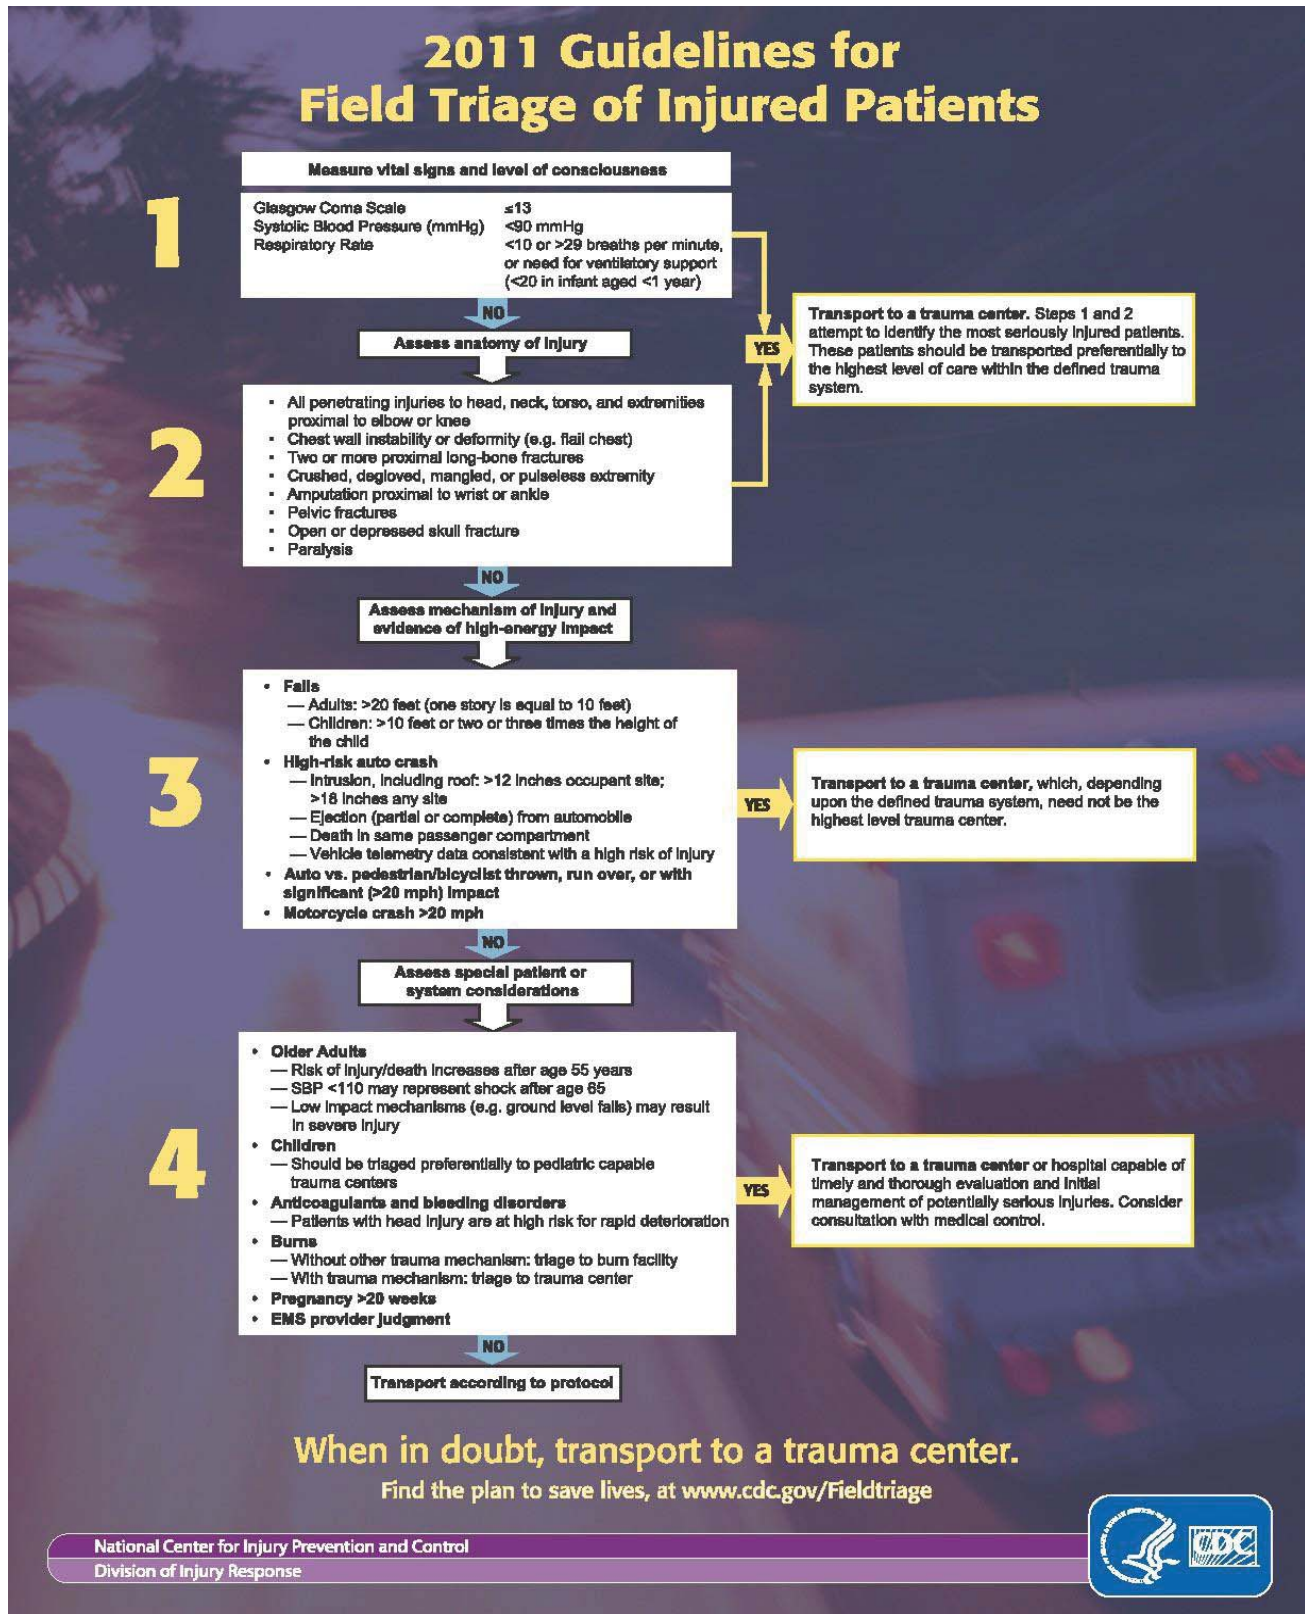 2011 Guidelines for
Field Triage of Injured Patients
1
Measure vital signs and level of consciousness
Glasgow Coma Scale ≤13
Systolic Blood Pressure (mmHg) <90 mmHg
Respiratory Rate <10 or >29 breaths per minute,
or need for ventilatory support
(<20 in infant aged <1 year)
NO
YES
Transport to a trauma center. Steps 1 and 2
attempt to identify the most seriously injured patients.
These patients should be transported preferentially to
the highest level of care within the defined trauma
system.
Assess anatomy of injury
2
• All penetrating injuries to head, neck, torso, and extremities
proximal to elbow or knee
• Chest wall instability or deformity (e.g. flail chest)
• Two or more proximal long-bone fractures
• Crushed, degloved, mangled, or pulseless extremity
• Amputation proximal to wrist or ankle
• Pelvic fractures
• Open or depressed skull fracture
• Paralysis
NO
Assess mechanism of injury and
evidence of high-energy impact
3
• Falls
— Adults: >20 feet (one story is equal to 10 feet)
— Children: >10 feet or two or three times the height of
the child
• High-risk auto crash
— Intrusion, including roof: >12 inches occupant site;
>18 inches any site
— Ejection (partial or complete) from automobile
— Death in same passenger compartment
— Vehicle telemetry data consistent with a high risk of injury
• Auto vs. pedestrian/bicyclist thrown, run over, or with
significant (>20 mph) impact
• Motorcycle crash >20 mph
YES
Transport to a trauma center, which, depending
upon the defined trauma system, need not be the
highest level trauma center.
NO
Assess special patient or
system considerations
4
• Older Adults
— Risk of injury/death increases after age 55 years
— SBP <110 may represent shock after age 65
— Low impact mechanisms (e.g. ground level falls) may result
in severe injury
• Children
— Should be triaged preferentially to pediatric capable
trauma centers
• Anticoagulants and bleeding disorders
— Patients with head injury are at high risk for rapid deterioration
• Burns
— Without other trauma mechanism: triage to burn facility
— With trauma mechanism: triage to trauma center
• Pregnancy >20 weeks
• EMS provider judgment
YES
Transport to a trauma center or hospital capable of
timely and thorough evaluation and initial
management of potentially serious injuries. Consider
consultation with medical control.
NO
Transport according to protocol
When in doubt, transport to a trauma center.
Find the plan to save lives, at www.cdc.gov/Fieldtriage
National Center for Injury Prevention and Control
Division of Injury Response
CDC